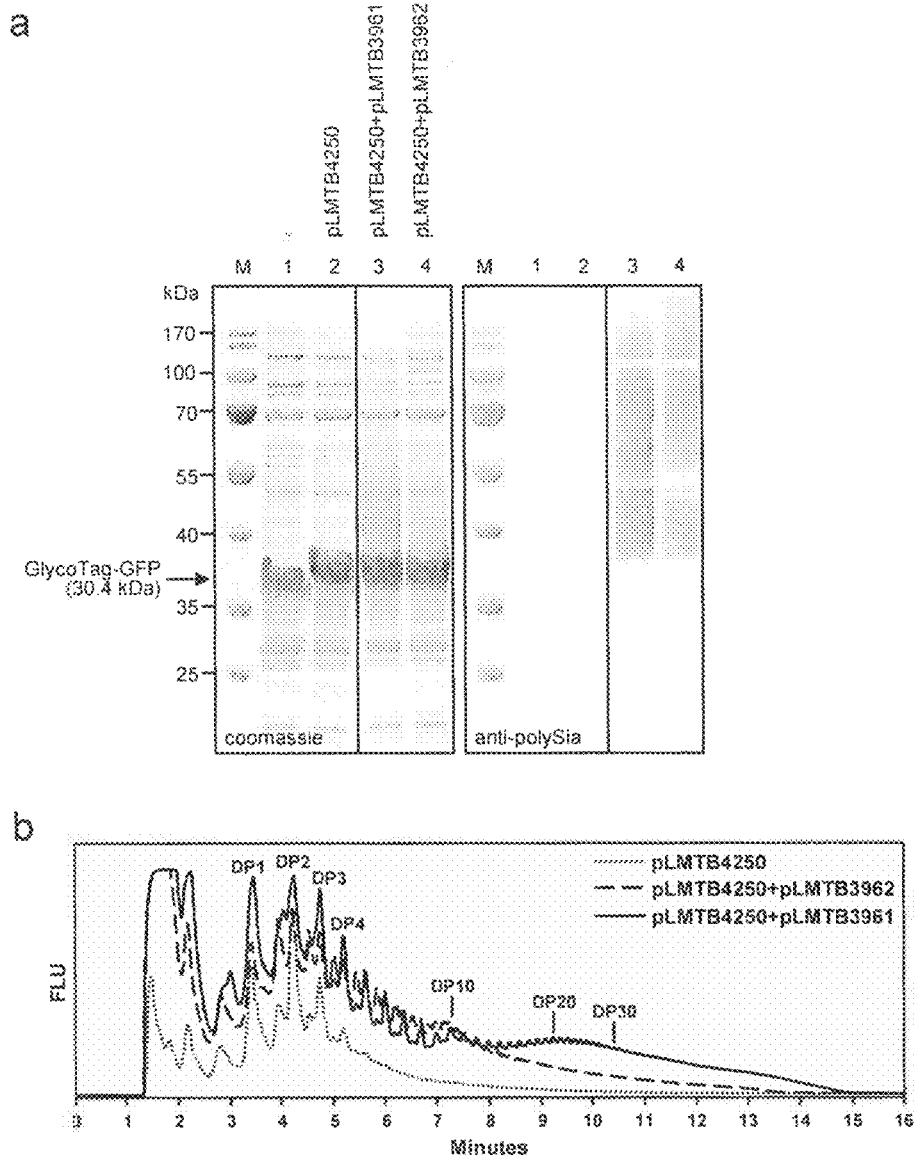 a
pLMTB4250
pLMTB4250+pLMTB3961
pLMTB4250+pLMTB3962
M 1 2 3 4 M 1 2 3 4
kDa
170
100
70
55
40
GlycoTag-GFP
(30.4 kDa)
35
25
coomassie
anti-polySia
b
pLMTB4250
pLMTB4250+pLMTB3962
pLMTB4250+pLMTB3961
DP1 DP2 DP3 DP4 DP10 DP20 DP30
FLU
0 1 2 3 4 5 6 7 8 9 10 11 12 13 14 15 16
Minutes